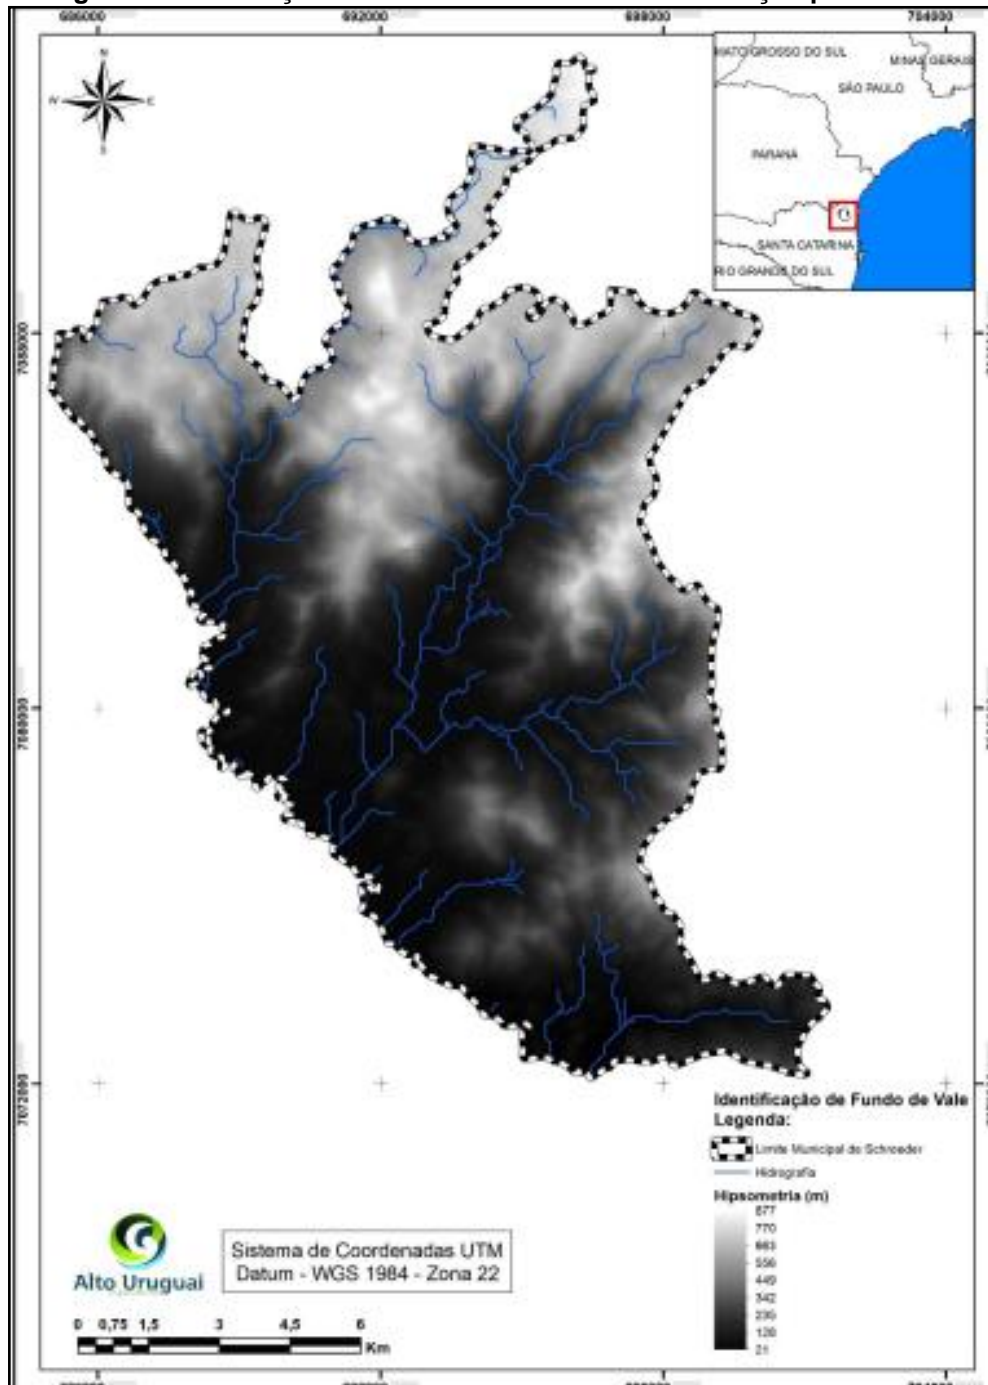 686000 692000 698000 704000
N
W E
S
MATO GROSSO DO SUL
MINAS GERAIS
SÃO PAULO
PARANÁ
SANTA CATARINA
RIO GRANDE DO SUL
7080000
7072000
Identificação de Fundo de Vale
Legenda:
Limite Municipal de Schroeder
Hidrografia
Hipsometria (m)
877
770
663
556
449
342
235
128
21
Alto Uruguai
Sistema de Coordenadas UTM
Datum - WGS 1984 - Zona 22
0 0,75 1,5 3 4,5 6
Km